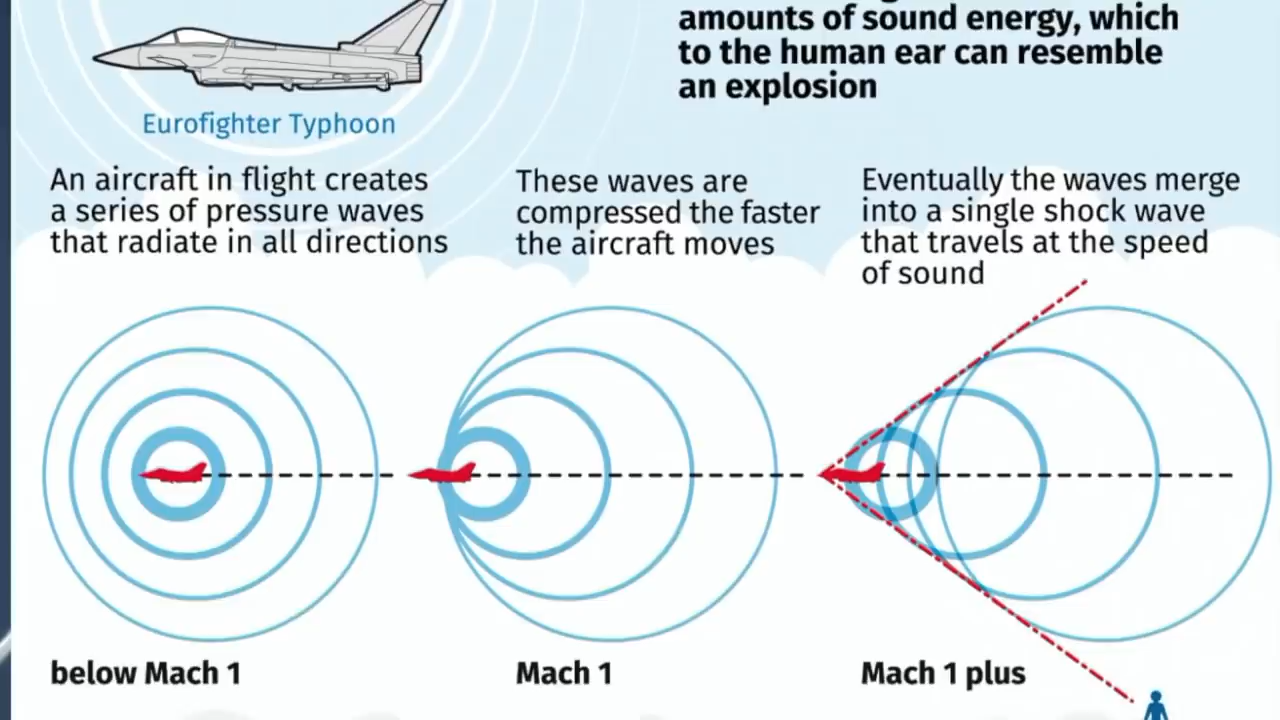 amounts of sound energy, which
to the human ear can resemble
an explosion
Eurofighter Typhoon
An aircraft in flight creates
a series of pressure waves
that radiate in all directions
These waves are
compressed the faster
the aircraft moves
Eventually the waves merge
into a single shock wave
that travels at the speed
of sound
below Mach 1
Mach 1
Mach 1 plus